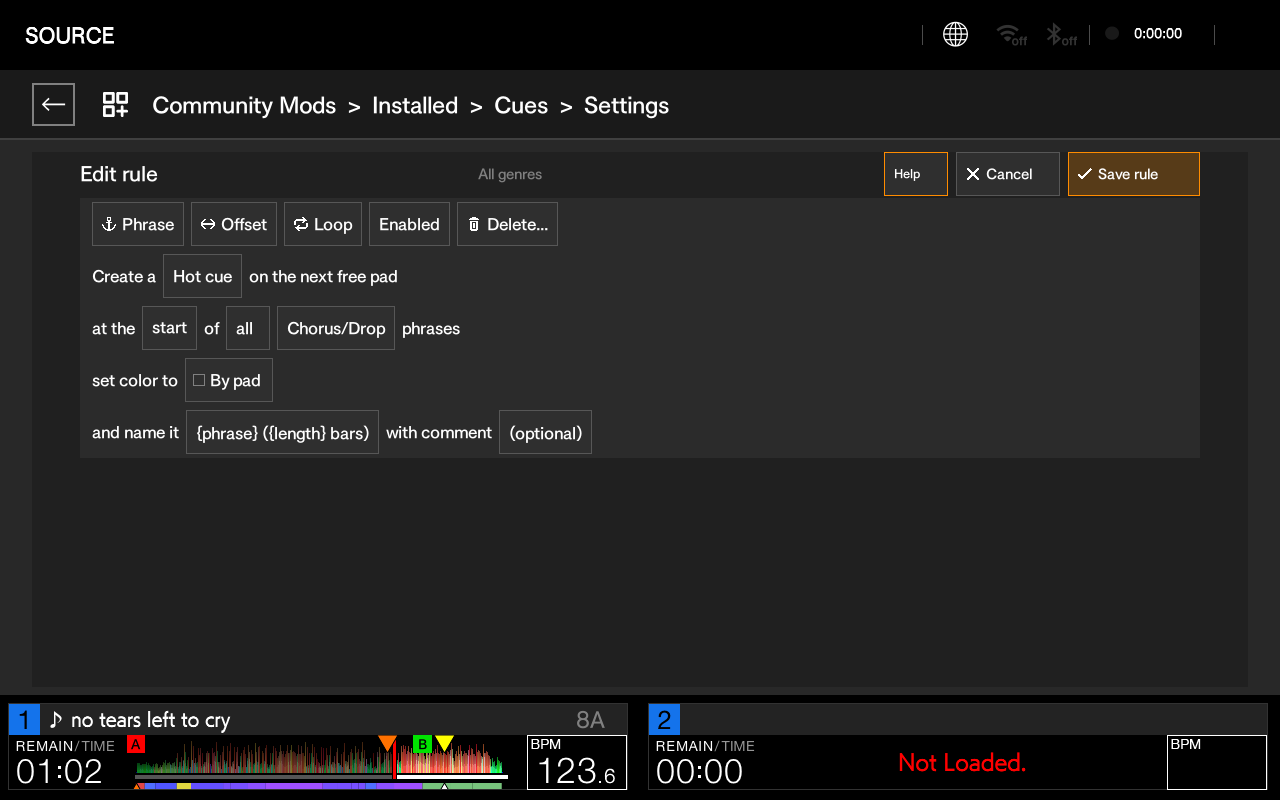 SOURCE
off off 0:00:00
Community Mods > Installed > Cues > Settings
Edit rule All genres Help Cancel Save rule
Phrase Offset Loop Enabled Delete...
Create a Hot cue on the next free pad
at the start of all Chorus/Drop phrases
set color to By pad
and name it {phrase} ({length} bars) with comment (optional)
1 no tears left to cry 8A
REMAIN/TIME A B BPM
01:02 123.6
2
REMAIN/TIME BPM
00:00 Not Loaded.